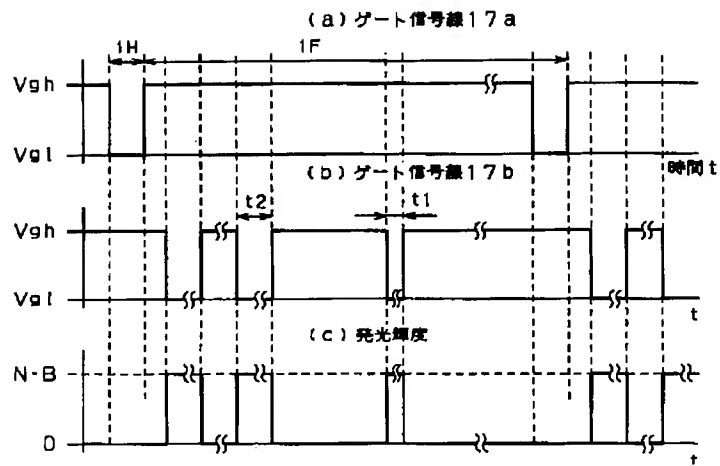 (a)ゲート信号線17a
1H
1F
Vgh
Vgl
時間t
(b)ゲート信号線17b
t2
t1
Vgh
Vgl
t
(c)発光輝度
N-B
0
t